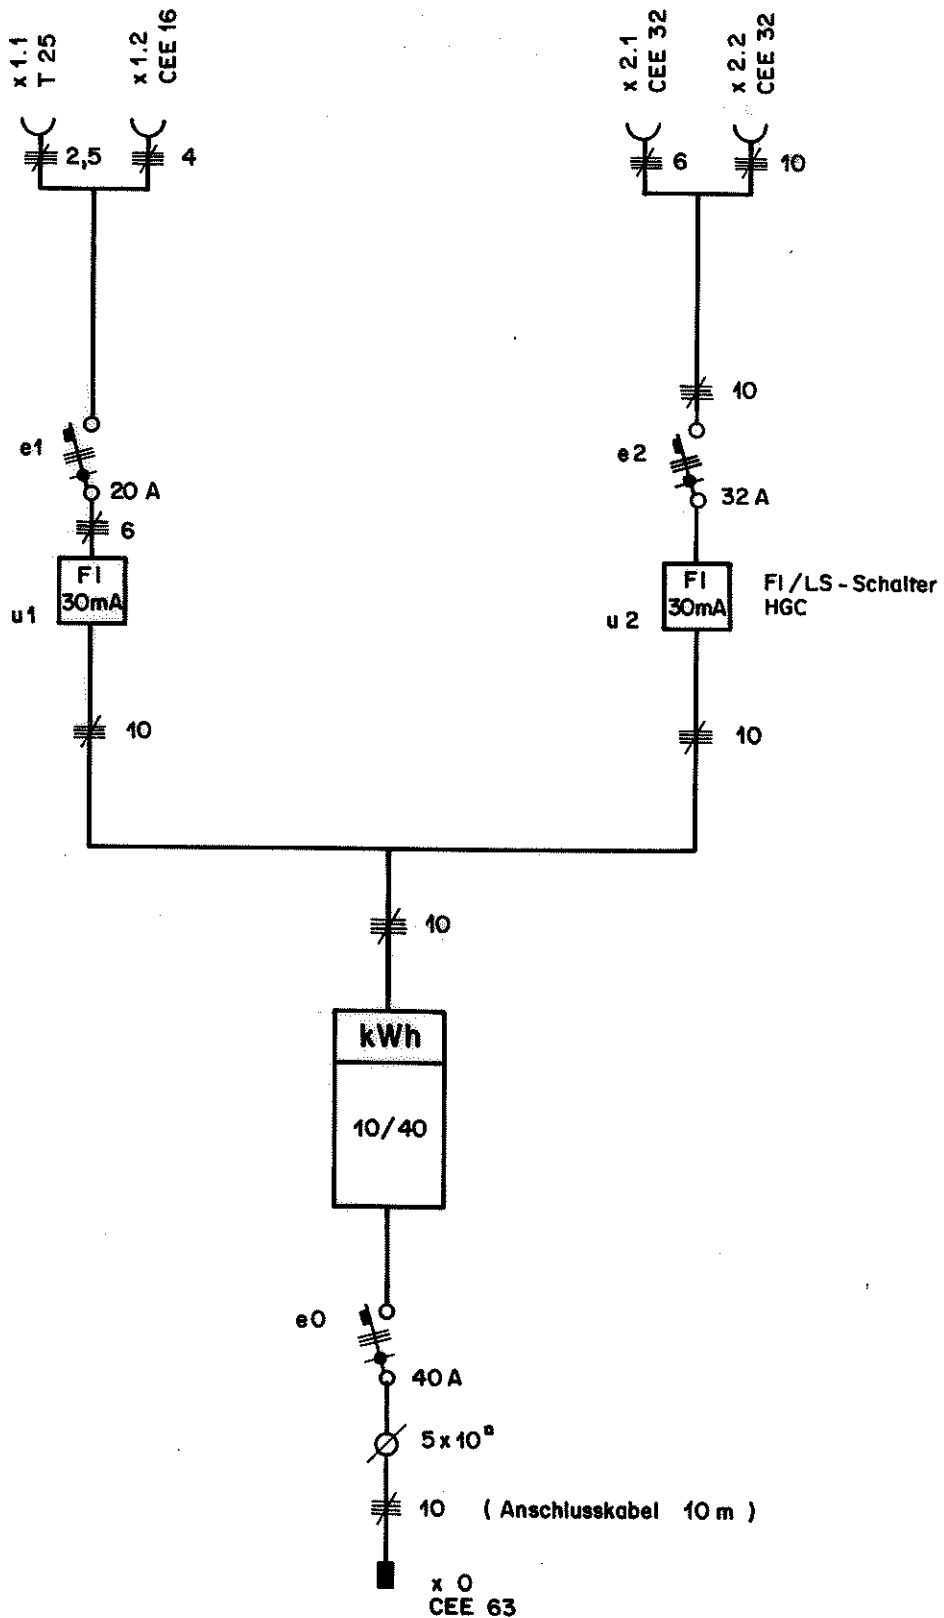 x 1.1
T 25
x 1.2
CEE 16
x 2.1
CEE 32
x 2.2
CEE 32
2,5
4
6
10
10
e1
e2
20 A
32 A
6
FI
30mA
u1
FI
30mA
u 2
FI / LS - Schalter
HGC
10
10
10
kWh
10/40
e0
40 A
5 x 10□
10 ( Anschlusskabel 10 m )
x 0
CEE 63